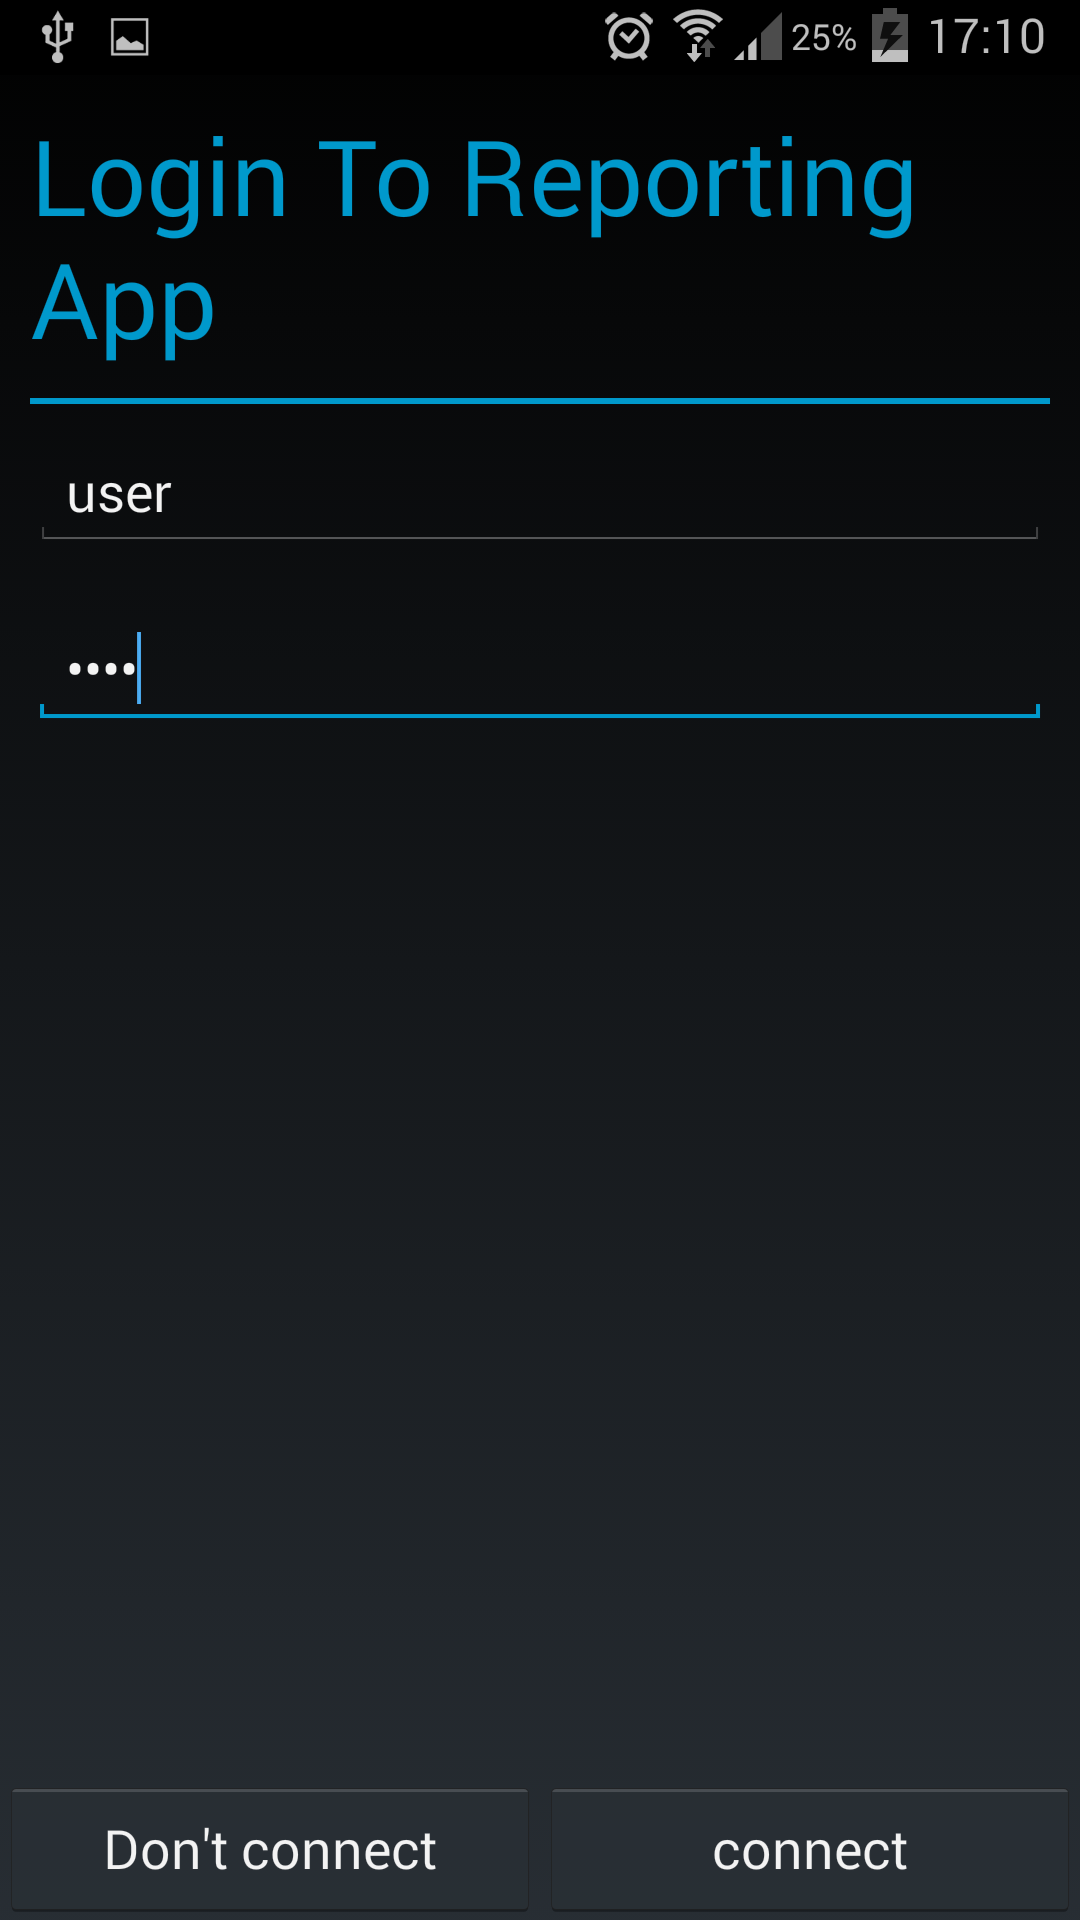 25% 17:10
Login To Reporting
App
user
••••
Don't connect
connect